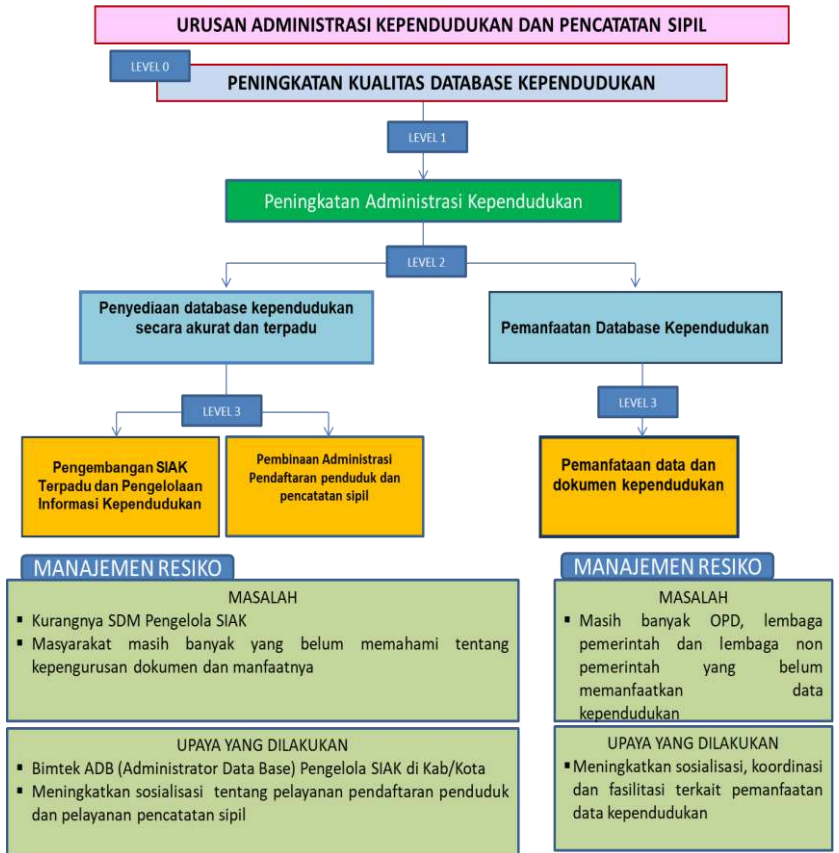 URUSAN ADMINISTRASI KEPENDUDUKAN DAN PENCATATAN SIPIL
LEVEL 0
PENINGKATAN KUALITAS DATABASE KEPENDUDUKAN
LEVEL 1
Peningkatan Administrasi Kependudukan
LEVEL 2
Penyediaan database kependudukan
secara akurat dan terpadu
Pemanfaatan Database Kependudukan
LEVEL 3
LEVEL 3
Pengembangan SIAK
Terpadu dan Pengelolaan
Informasi Kependudukan
Pembinaan Administrasi
Pendaftaran penduduk dan
pencatatan sipil
Pemanfataan data dan
dokumen kependudukan
MANAJEMEN RESIKO
MASALAH
▪ Kurangnya SDM Pengelola SIAK
▪ Masyarakat masih banyak yang belum memahami tentang
kepengurusan dokumen dan manfaatnya
UPAYA YANG DILAKUKAN
▪ Bimtek ADB (Administrator Data Base) Pengelola SIAK di Kab/Kota
▪ Meningkatkan sosialisasi tentang pelayanan pendaftaran penduduk
dan pelayanan pencatatan sipil
MANAJEMEN RESIKO
MASALAH
▪ Masih banyak OPD, lembaga
pemerintah dan lembaga non
pemerintah yang belum
memanfaatkan data
kependudukan
UPAYA YANG DILAKUKAN
▪ Meningkatkan sosialisasi, koordinasi
dan fasilitasi terkait pemanfaatan
data kependudukan